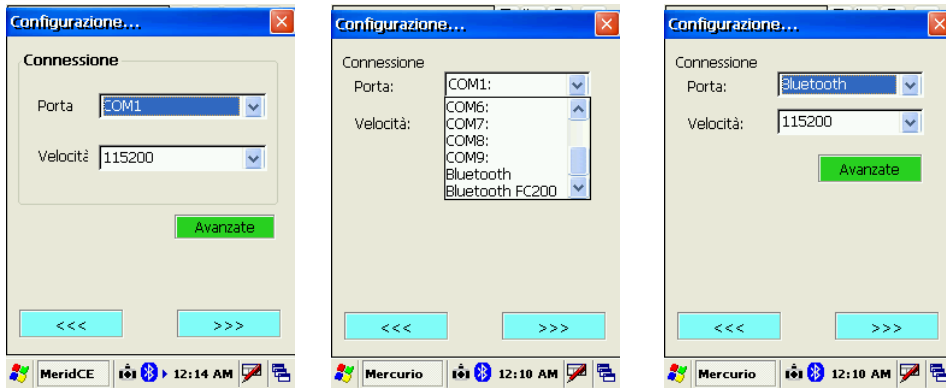 Configurazione...
Connessione
Porta
COM1
Velocità
115200
Avanzate
<<<
>>>
MeridCE
12:14 AM
Configurazione...
Connessione
Porta:
COM1:
Velocità:
COM6:
COM7:
COM8:
COM9:
Bluetooth
Bluetooth FC200
<<<
>>>
Mercurio
12:10 AM
Configurazione...
Connessione
Porta:
Bluetooth
Velocità:
115200
Avanzate
<<<
>>>
Mercurio
12:10 AM